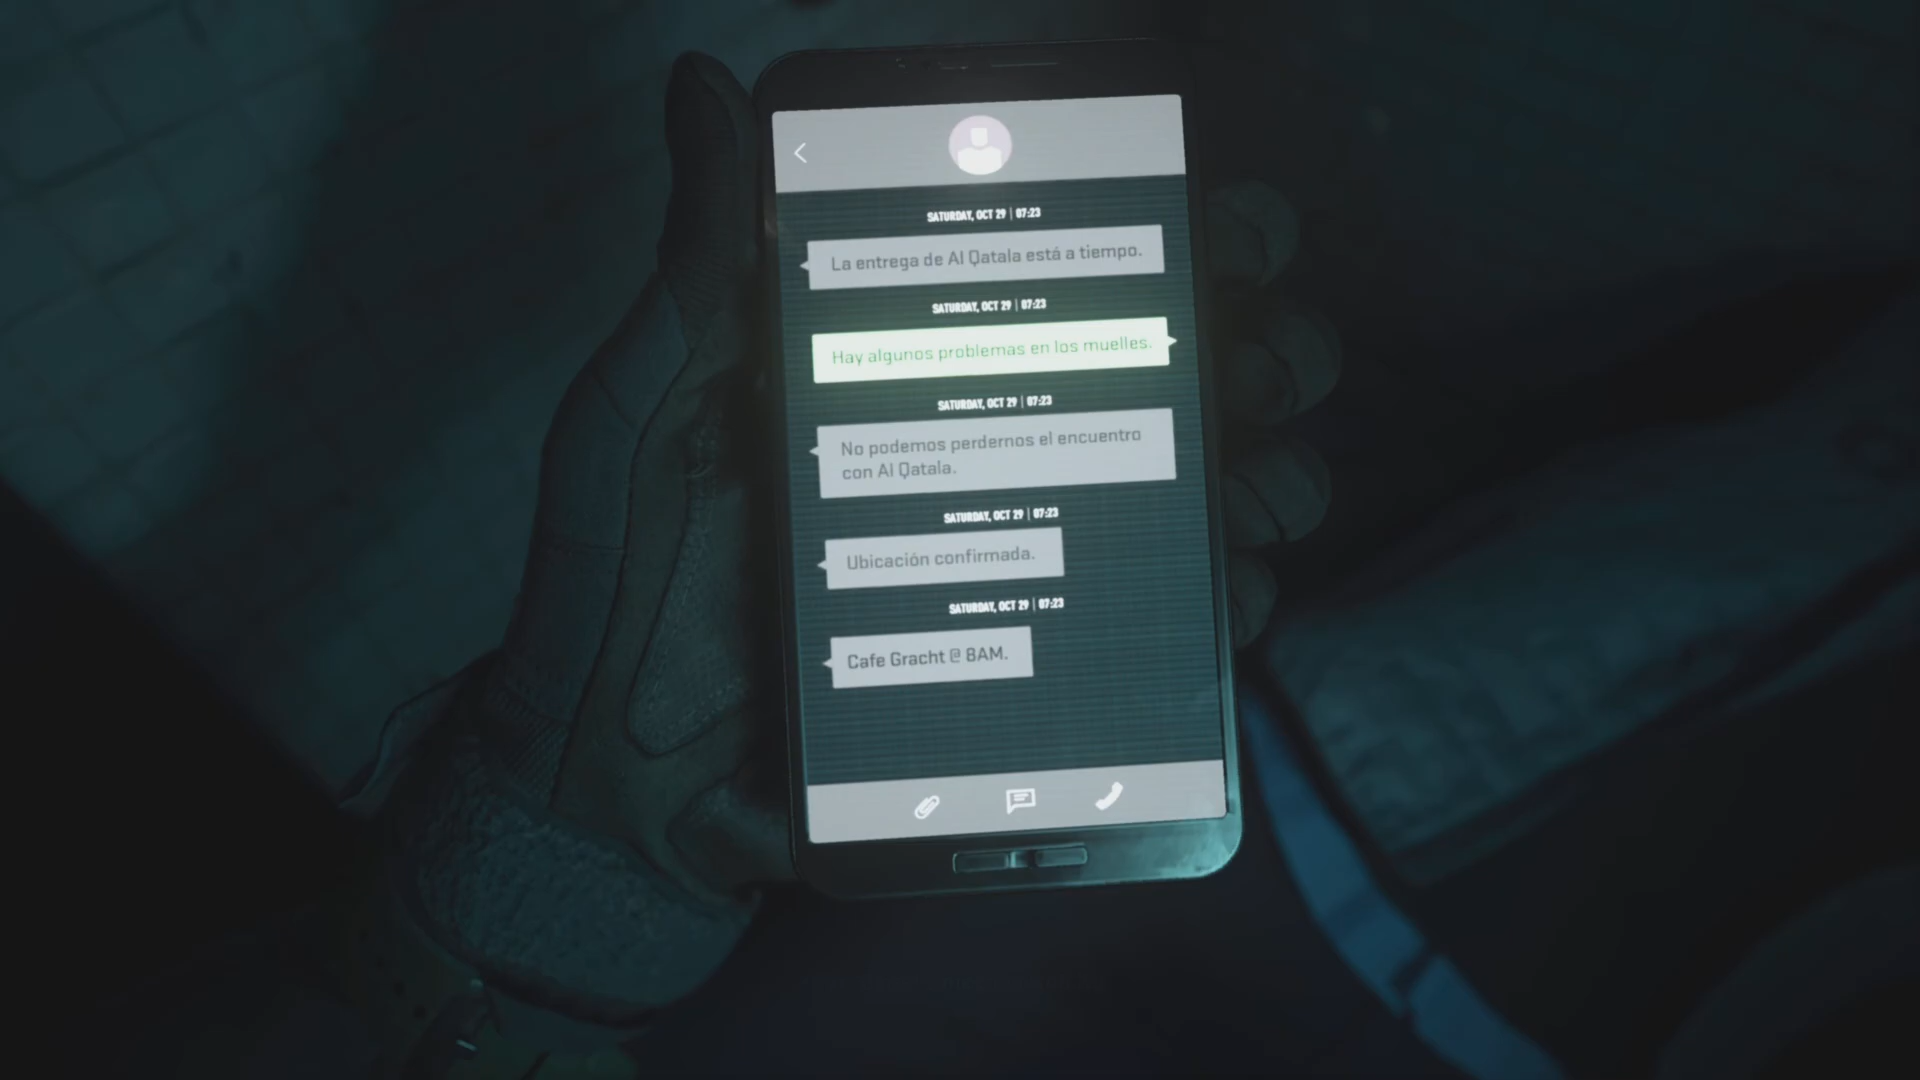 SATURDAY, OCT 29 | 07:23
La entrega de Al Qatala está a tiempo.
SATURDAY, OCT 29 | 07:23
Hay algunos problemas en los muelles.
SATURDAY, OCT 29 | 07:23
No podemos perdernos el encuentro
con Al Qatala.
SATURDAY, OCT 29 | 07:23
Ubicación confirmada.
SATURDAY, OCT 29 | 07:23
Cafe Gracht @ 8AM.